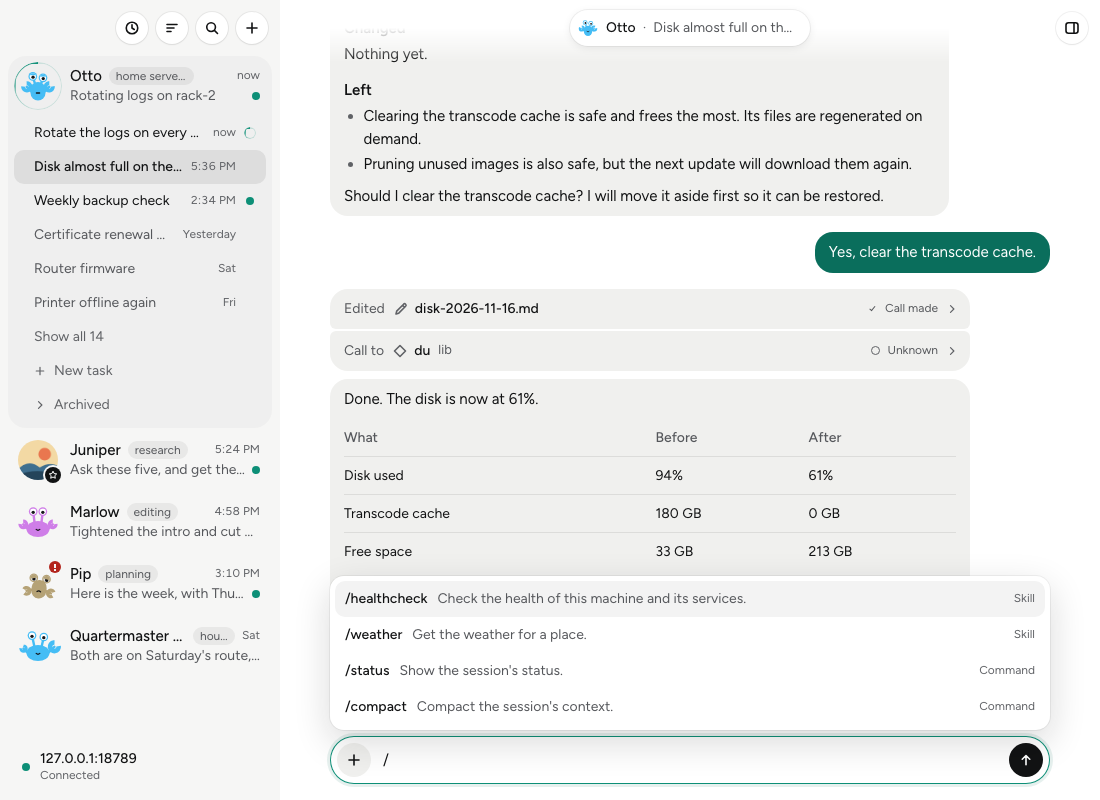 Otto
home serve...
now
Rotating logs on rack-2
Rotate the logs on every ...
now
Disk almost full on the...
5:36 PM
Weekly backup check
2:34 PM
Certificate renewal ...
Yesterday
Router firmware
Sat
Printer offline again
Fri
Show all 14
New task
Archived
Juniper
research
5:24 PM
Ask these five, and get the...
Marlow
editing
4:58 PM
Tightened the intro and cut ...
Pip
planning
3:10 PM
Here is the week, with Thu...
Quartermaster ...
hou...
Sat
Both are on Saturday's route,...
127.0.0.1:18789
Connected
Otto · Disk almost full on th...
Changed
Nothing yet.
Left
• Clearing the transcode cache is safe and frees the most. Its files are regenerated on
demand.
• Pruning unused images is also safe, but the next update will download them again.
Should I clear the transcode cache? I will move it aside first so it can be restored.
Yes, clear the transcode cache.
Edited disk-2026-11-16.md
Call made
Call to du lib
Unknown
Done. The disk is now at 61%.
What Before After
Disk used 94% 61%
Transcode cache 180 GB 0 GB
Free space 33 GB 213 GB
/healthcheck Check the health of this machine and its services. Skill
/weather Get the weather for a place. Skill
/status Show the session's status. Command
/compact Compact the session's context. Command
/